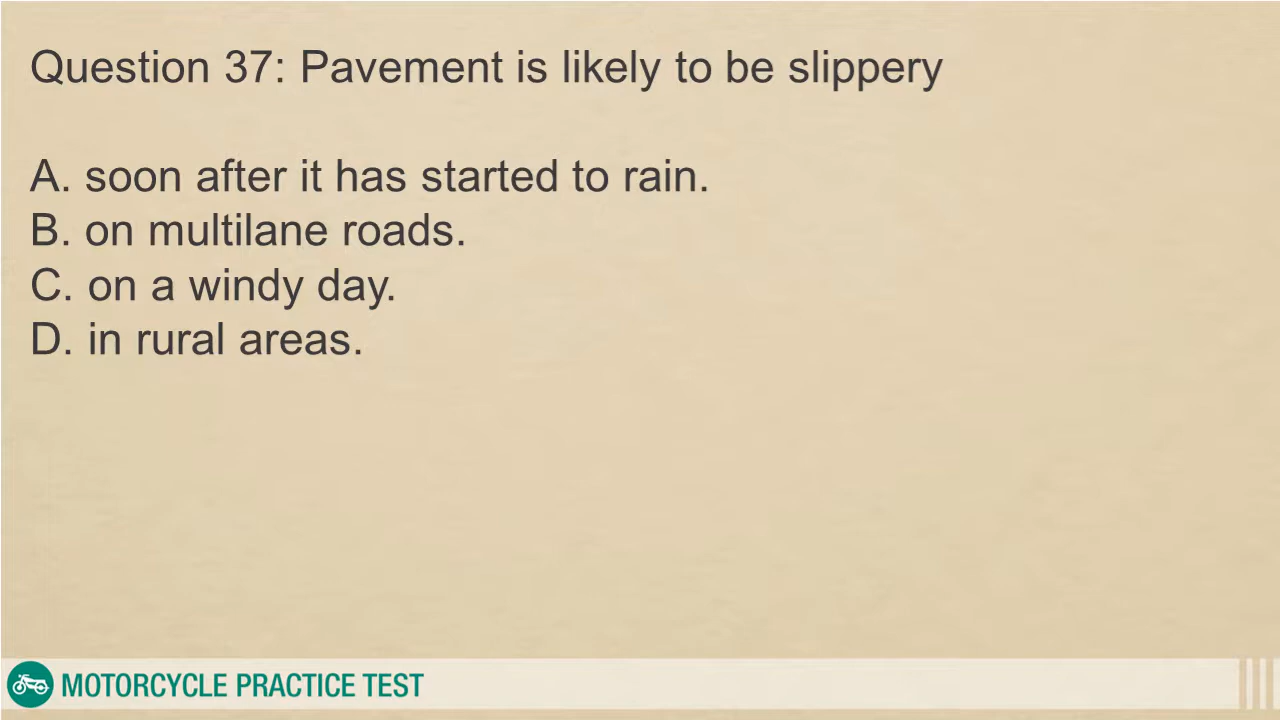 Question 37: Pavement is likely to be slippery
A. soon after it has started to rain.
B. on multilane roads.
C. on a windy day.
D. in rural areas.
MOTORCYCLE PRACTICE TEST